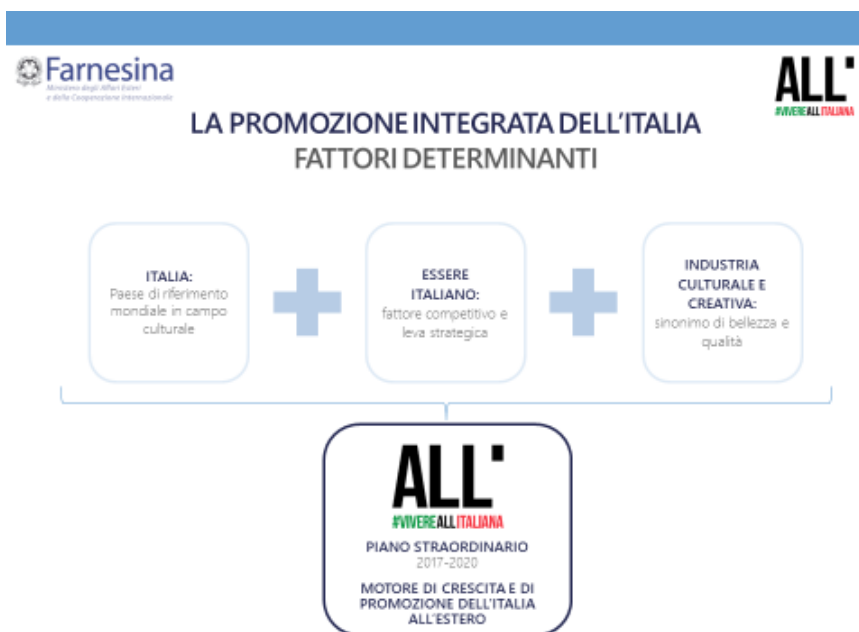 Farnesina
Ministero degli Affari Esteri
e della Cooperazione Internazionale
ALL'
#VIVEREALLITALIANA
LA PROMOZIONE INTEGRATA DELL'ITALIA
FATTORI DETERMINANTI
ITALIA:
Paese di riferimento
mondiale in campo
culturale
ESSERE
ITALIANO:
fattore competitivo e
leva strategica
INDUSTRIA
CULTURALE E
CREATIVA:
sinonimo di bellezza e
qualità
ALL'
#VIVEREALLITALIANA
PIANO STRAORDINARIO
2017-2020
MOTORE DI CRESCITA E DI
PROMOZIONE DELL'ITALIA
ALL'ESTERO